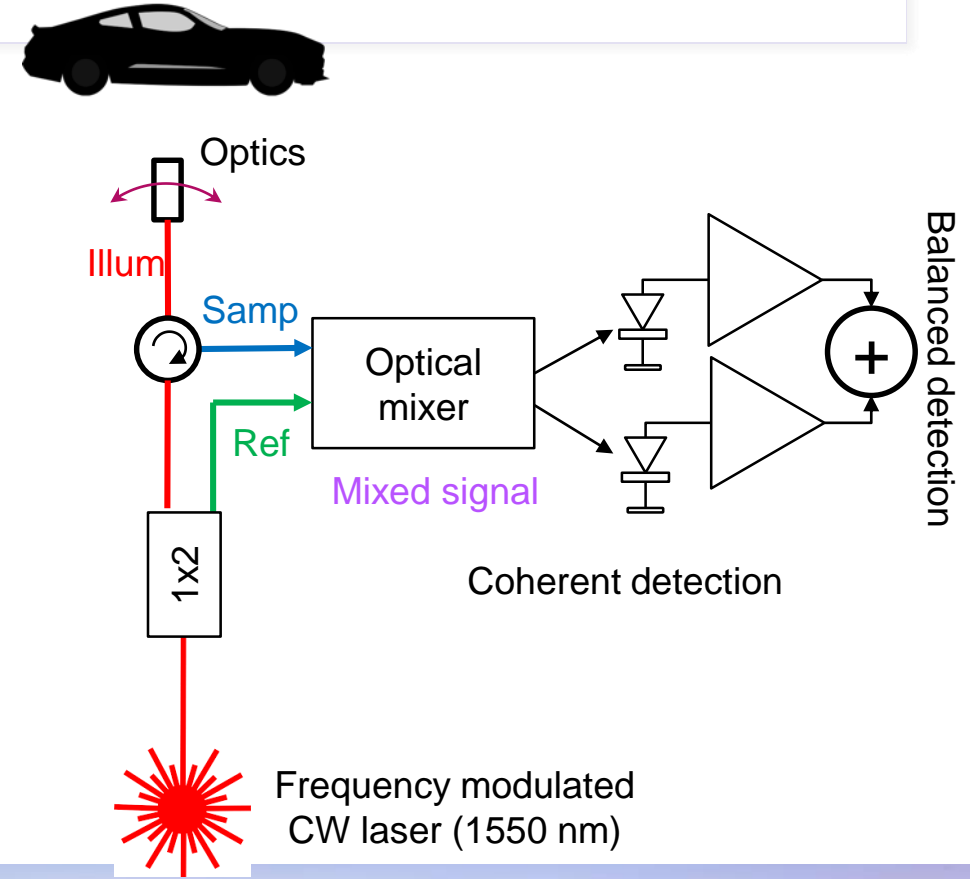 Optics
Illum
Samp
Optical
mixer
Ref
Mixed signal
Balanced detection
1x2
Coherent detection
+
Frequency modulated
CW laser (1550 nm)